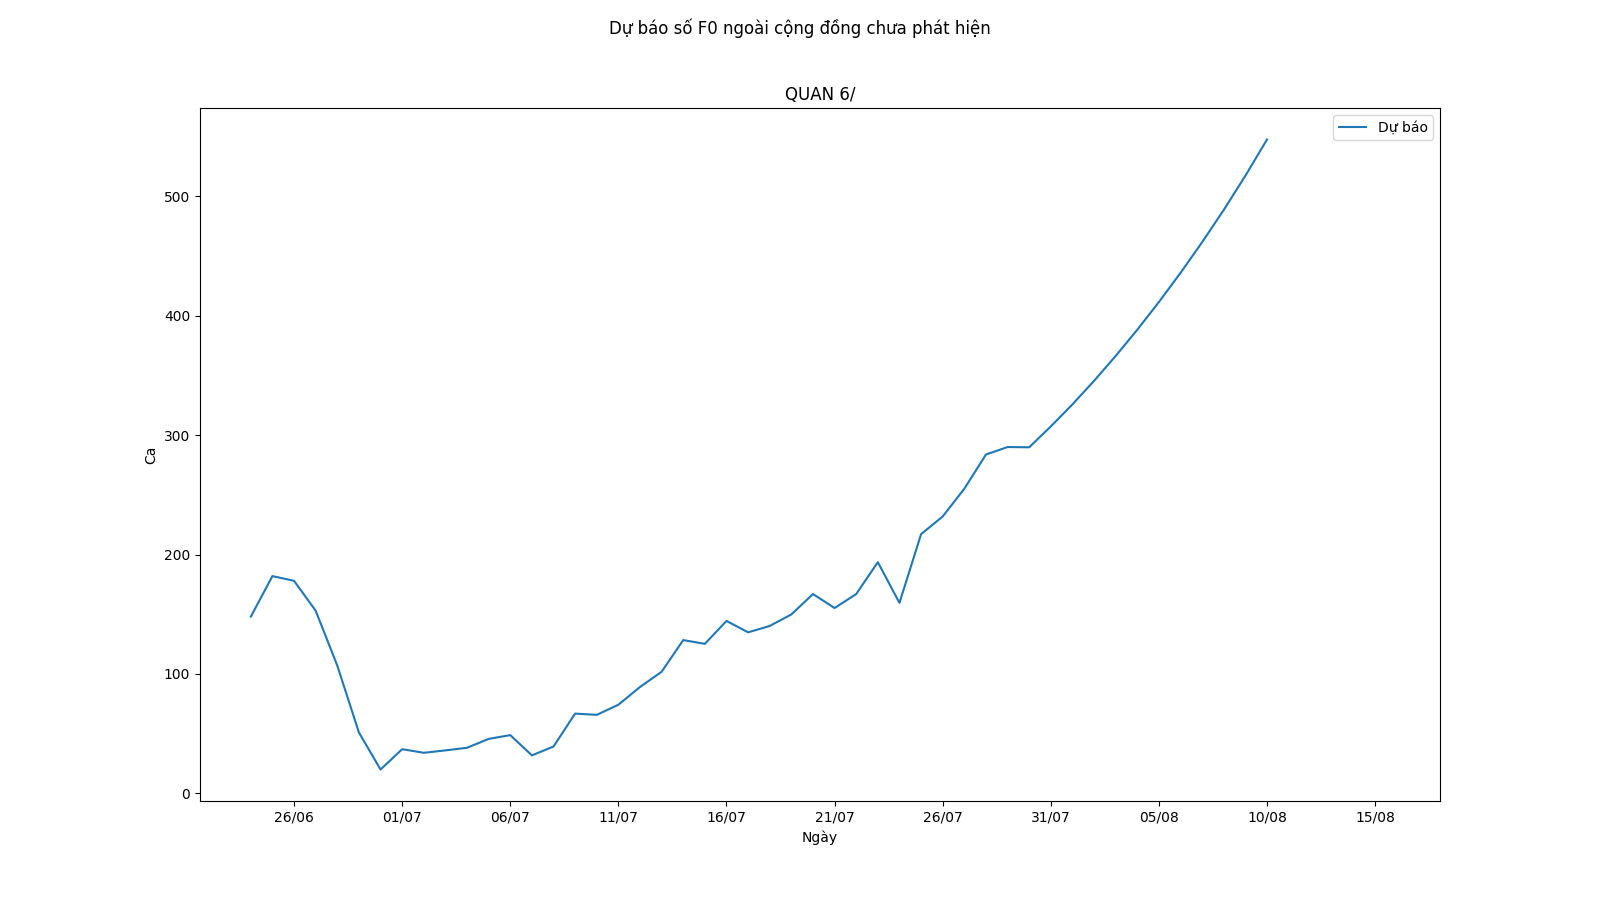 Dự báo số F0 ngoài cộng đồng chưa phát hiện
QUAN 6/
Dự báo
500
400
300
200
100
0
Ca
26/06 01/07 06/07 11/07 16/07 21/07 26/07 31/07 05/08 10/08 15/08
Ngày